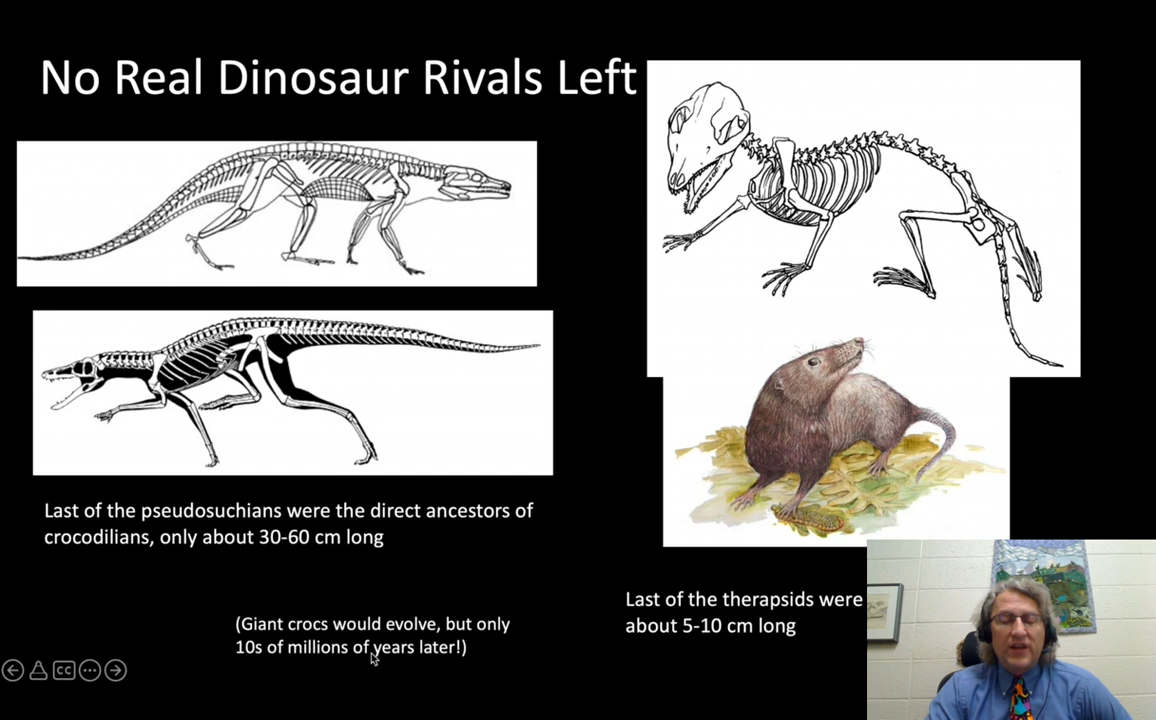 No Real Dinosaur Rivals Left
Last of the pseudosuchians were the direct ancestors of
crocodilians, only about 30-60 cm long
(Giant crocs would evolve, but only
10s of millions of years later!)
Last of the therapsids were
about 5-10 cm long
CC